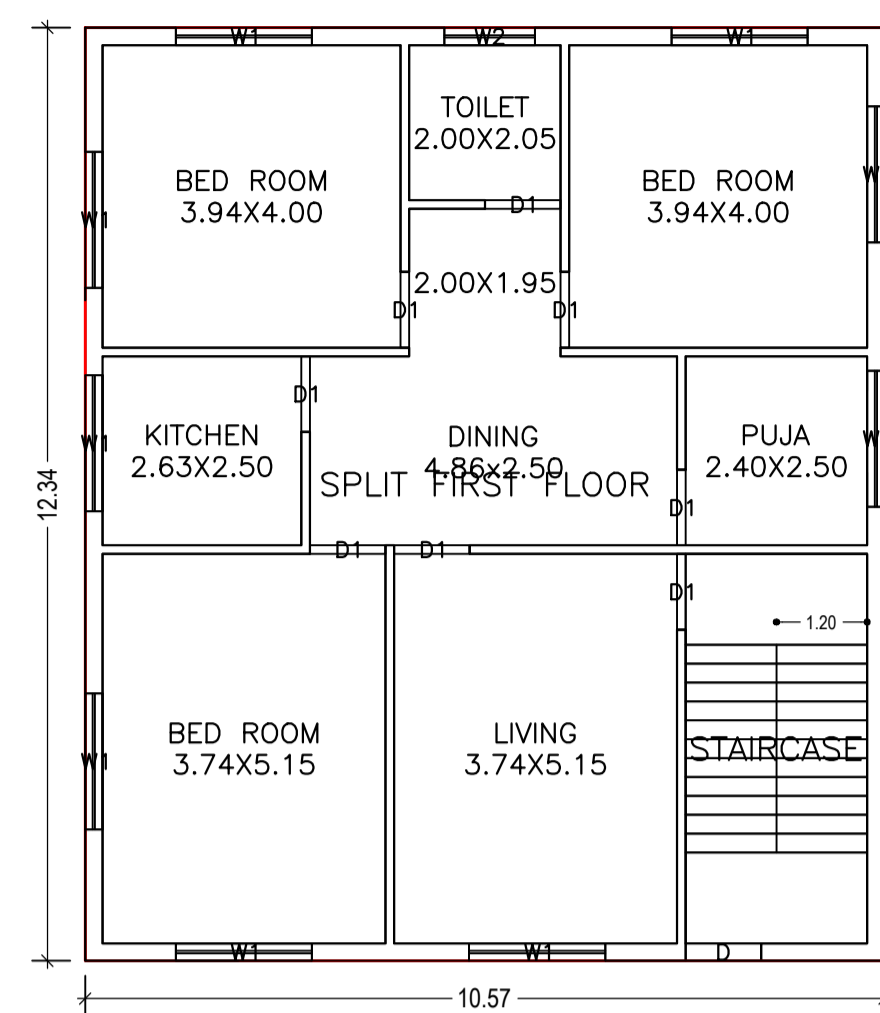 W1
W2
W1
TOILET
2.00X2.05
BED ROOM
3.94X4.00
BED ROOM
3.94X4.00
W
W1
D1
2.00X1.95
D1
D1
D1
KITCHEN
2.63X2.50
DINING
4.86x2.50
PUJA
2.40X2.50
W1
W
SPLIT FIRST FLOOR
12.34
D1
D1
D1
D1
1.20
BED ROOM
3.74X5.15
LIVING
3.74X5.15
STAIRCASE
W1
W1
W1
D
10.57